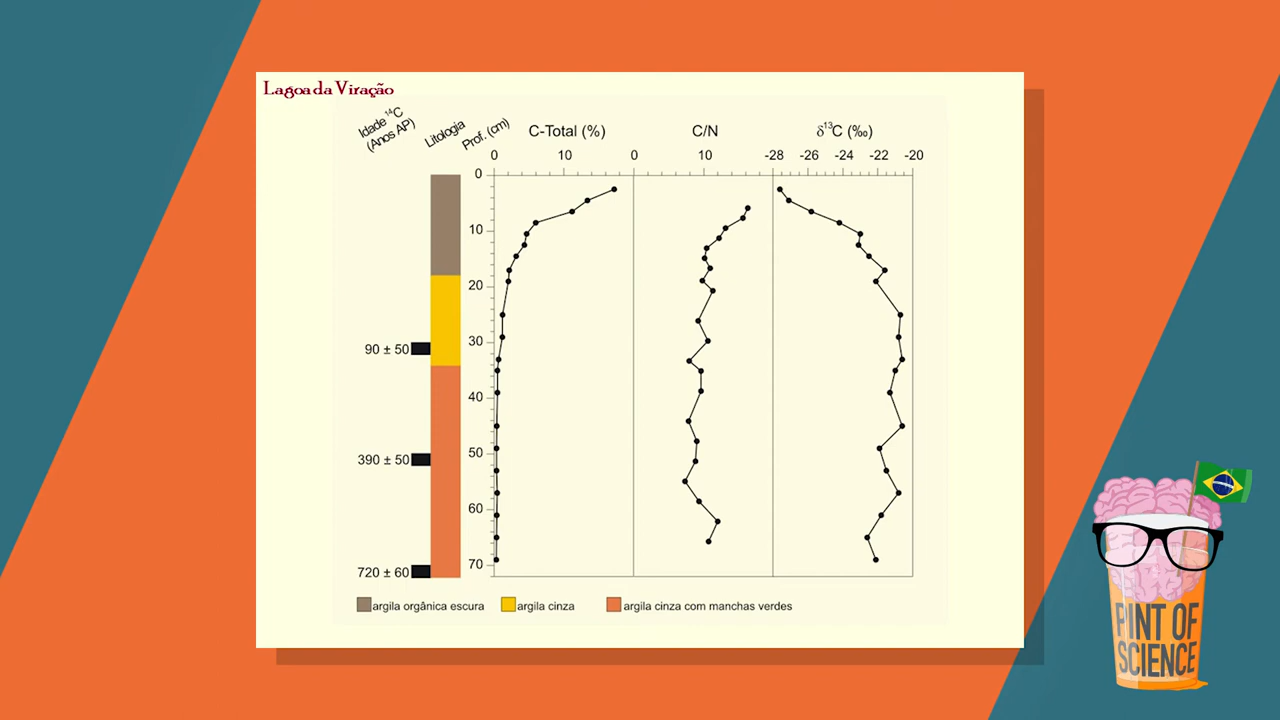 Lagoa da Viração
Idade ¹⁴C
(Anos AP)
Litologia
Prof. (cm)
C-Total (%)
C/N
δ¹³C (‰)
0 10 0 10 -28 -26 -24 -22 -20
0
10
20
30
40
50
60
70
90 ± 50
390 ± 50
720 ± 60
argila orgânica escura argila cinza argila cinza com manchas verdes
PINT OF
SCIENCE